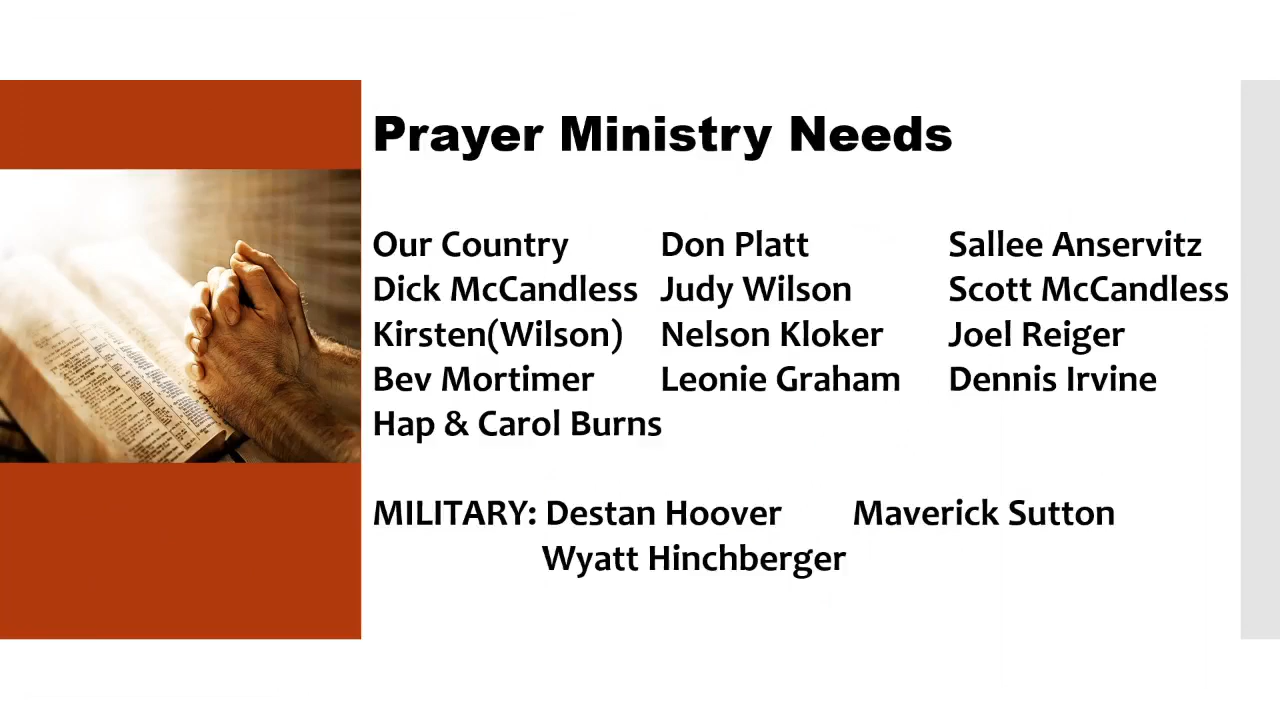 Prayer Ministry Needs
Our Country Don Platt Sallee Anservitz
Dick McCandless Judy Wilson Scott McCandless
Kirsten(Wilson) Nelson Kloker Joel Reiger
Bev Mortimer Leonie Graham Dennis Irvine
Hap & Carol Burns
MILITARY: Destan Hoover Maverick Sutton
Wyatt Hinchberger